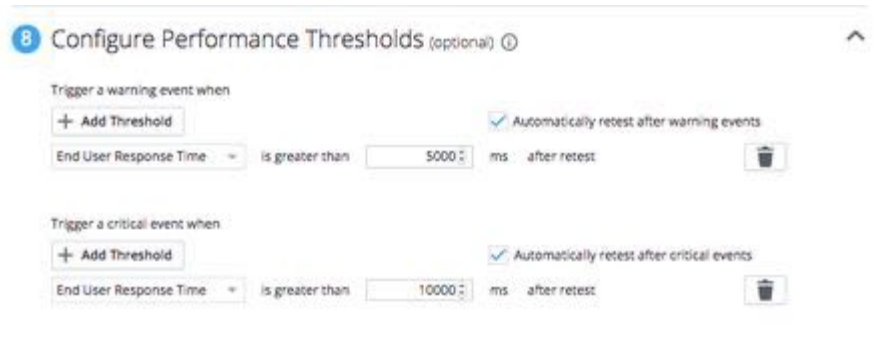 8 Configure Performance Thresholds (optional)
Trigger a warning event when
+ Add Threshold Automatically retest after warning events
End User Response Time is greater than 5000 ms after retest
Trigger a critical event when
+ Add Threshold Automatically retest after critical events
End User Response Time is greater than 10000 ms after retest